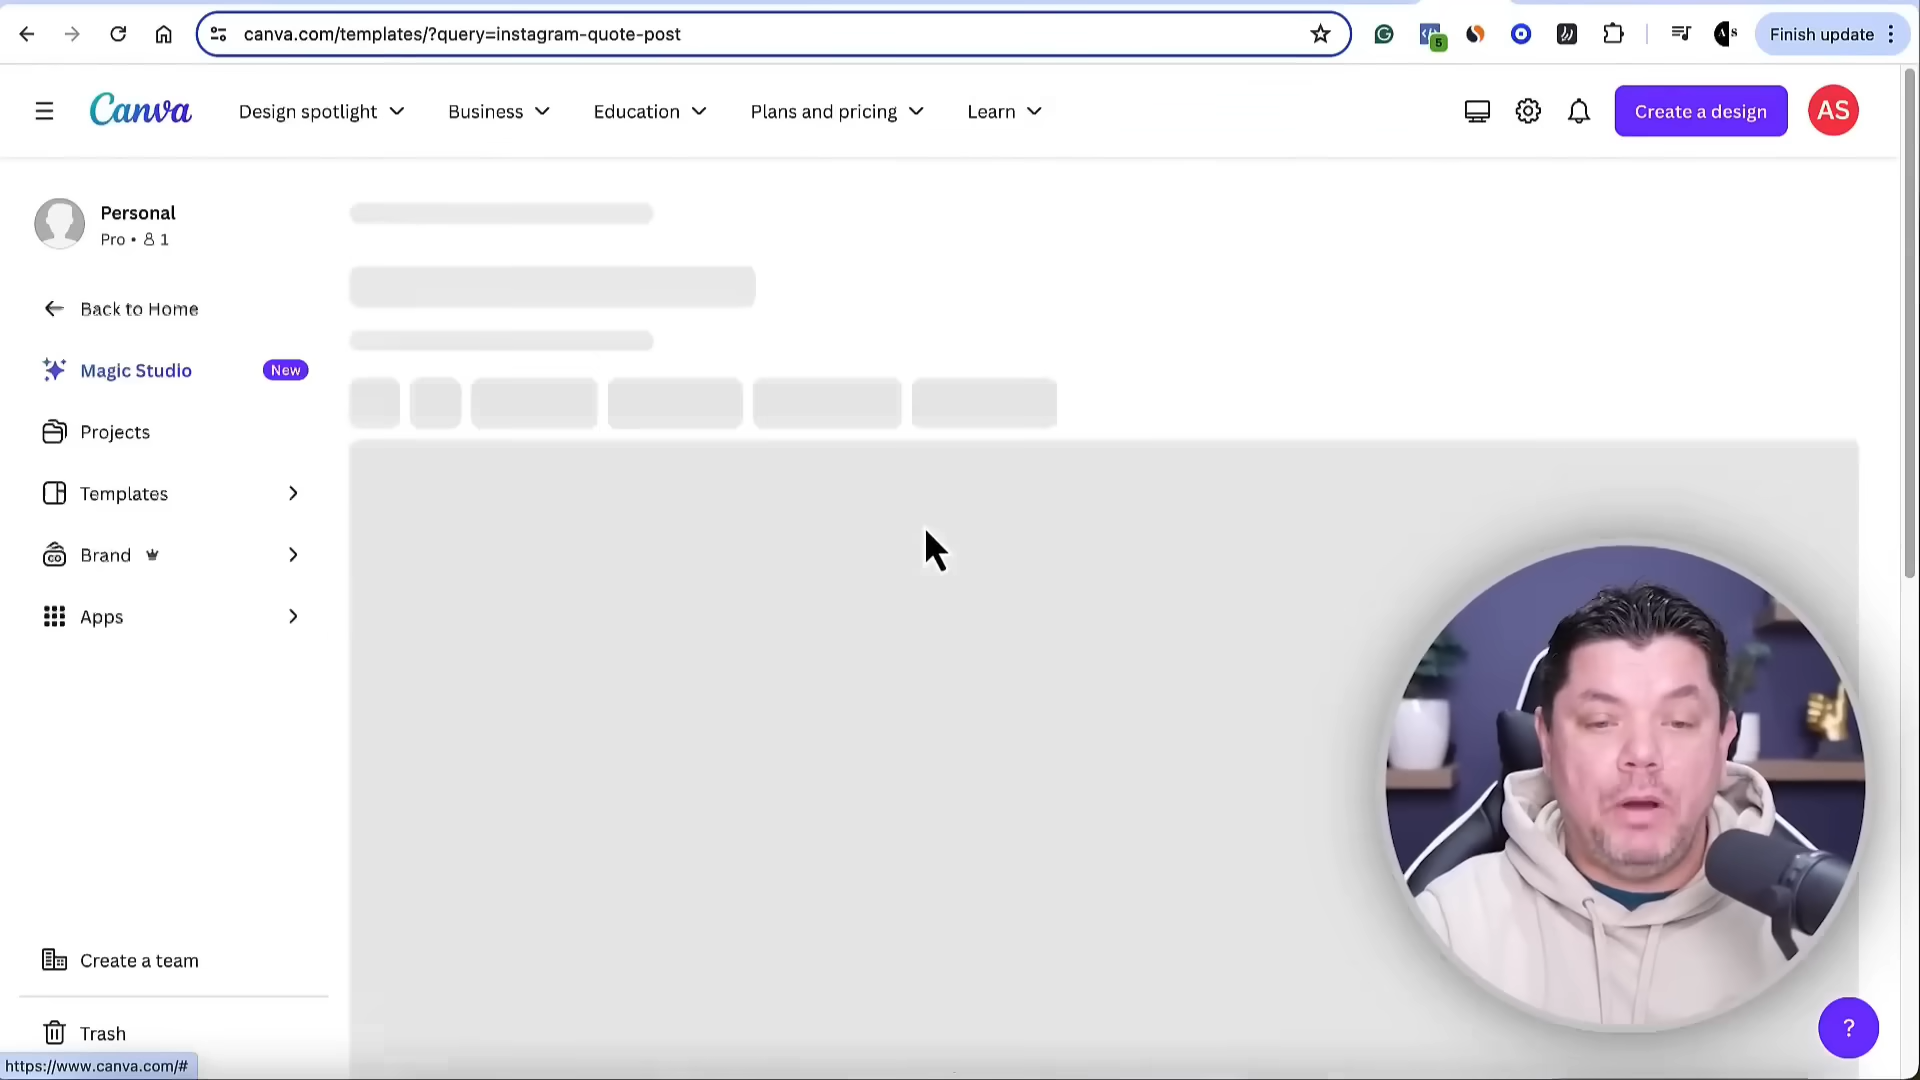 canva.com/templates/?query=instagram-quote-post
5
A S
Finish update
Canva
Design spotlight
Business
Education
Plans and pricing
Learn
Create a design
AS
Personal
Pro • 1
Back to Home
Magic Studio
New
Projects
Templates
CO
Brand
Apps
Create a team
Trash
?
https://www.canva.com/#